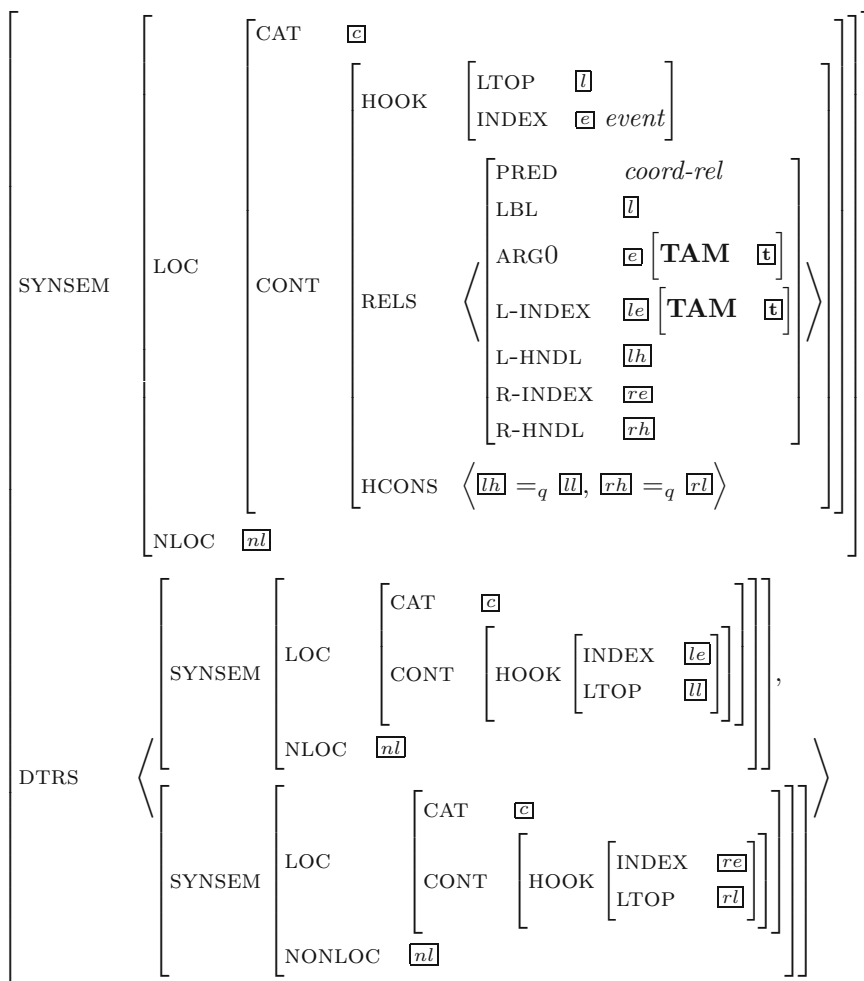 CAT c
HOOK LTOP l
INDEX e event
PRED coord-rel
LBL l
ARG0 e [TAM t]
SYNSEM LOC CONT RELS ⟨ L-INDEX le [TAM t] ⟩
L-HNDL lh
R-INDEX re
R-HNDL rh
HCONS ⟨lh =q ll, rh =q rl⟩
NLOC nl
CAT c
LOC
INDEX le
SYNSEM CONT HOOK
LTOP ll ,
NLOC nl
DTRS ⟨ ⟩
CAT c
LOC
INDEX re
SYNSEM CONT HOOK
LTOP rl
NONLOC nl